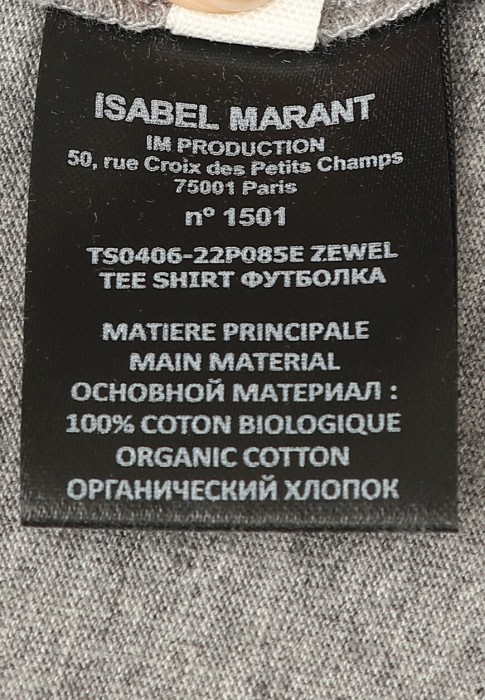 ISABEL MARANT
IM PRODUCTION
50, rue Croix des Petits Champs
75001 Paris
n° 1501
TS0406-22P085E ZEWEL
TEE SHIRT ФУТБОЛКА
MATIERE PRINCIPALE
MAIN MATERIAL
ОСНОВНОЙ МАТЕРИАЛ :
100% COTON BIOLOGIQUE
ORGANIC COTTON
ОРГАНИЧЕСКИЙ ХЛОПОК